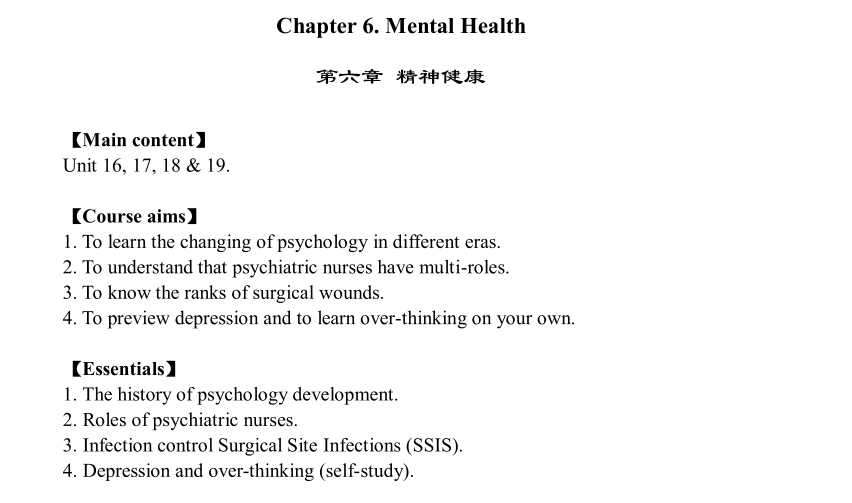 Chapter 6. Mental Health
第六章 精神健康
【Main content】
Unit 16, 17, 18 & 19.
【Course aims】
1. To learn the changing of psychology in different eras.
2. To understand that psychiatric nurses have multi-roles.
3. To know the ranks of surgical wounds.
4. To preview depression and to learn over-thinking on your own.
【Essentials】
1. The history of psychology development.
2. Roles of psychiatric nurses.
3. Infection control Surgical Site Infections (SSIS).
4. Depression and over-thinking (self-study).